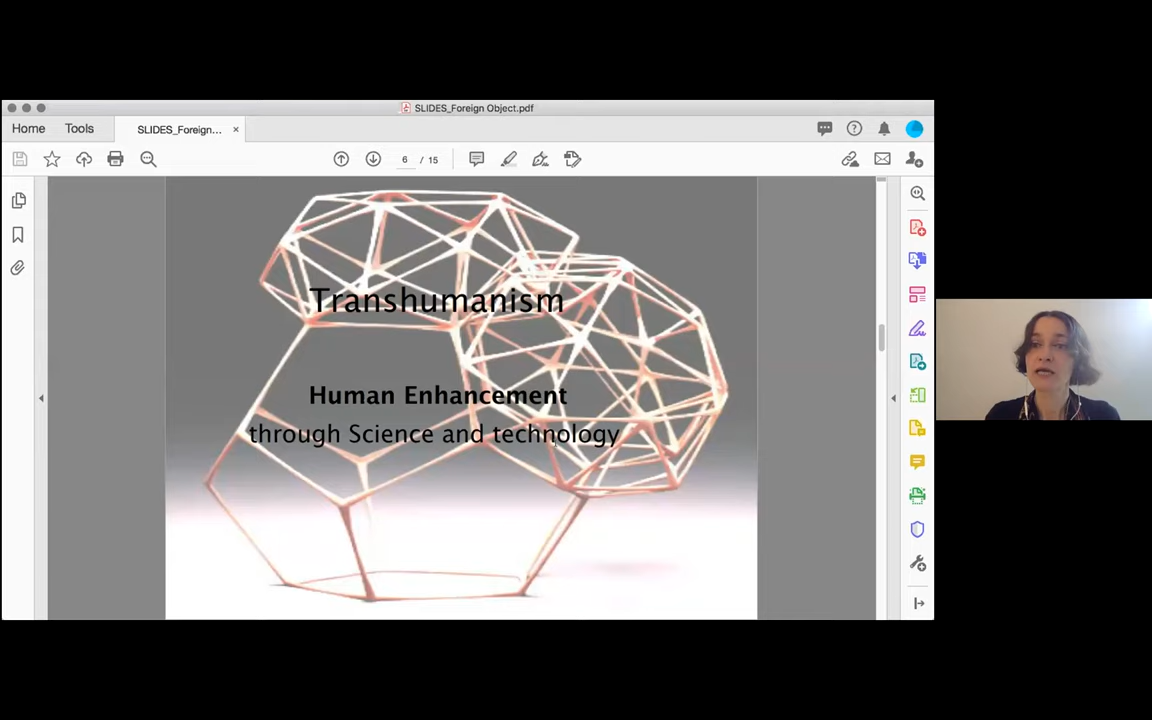 SLIDES_Foreign Object.pdf
Home Tools SLIDES_Foreign... ×
6 / 15
Transhumanism
Human Enhancement
through Science and technology